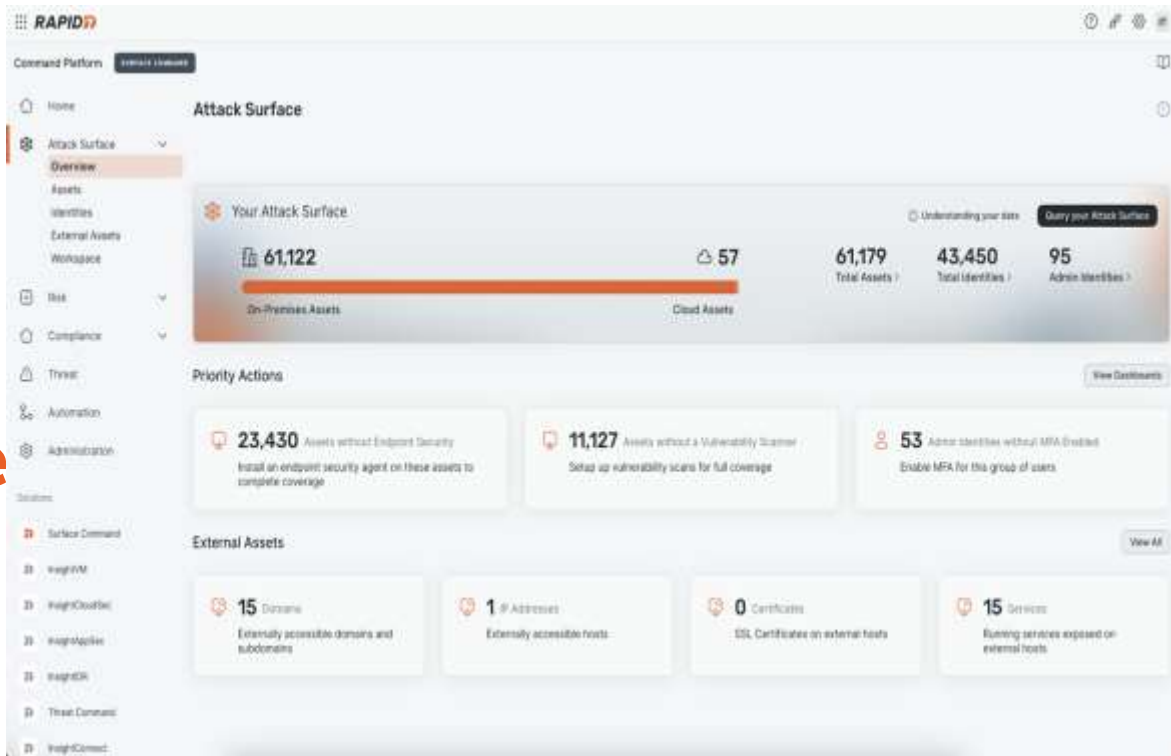 RAPID7
Command Platform
SURFACE COMMAND
Home
Attack Surface
Overview
Assets
Identities
External Assets
Workspace
Risk
Compliance
Threat
Automation
Administration
Solutions
Surface Command
InsightVM
InsightCloudSec
InsightAppSec
InsightIDR
Threat Command
InsightConnect
Attack Surface
Your Attack Surface
Understanding your data
Query your Attack Surface
61,122
57
On-Premises Assets
Cloud Assets
61,179
Total Assets
43,450
Total Identities
95
Admin Identities
Priority Actions
View Dashboards
23,430 Assets without Endpoint Security
Install an endpoint security agent on these assets to
complete coverage
11,127 Assets without a Vulnerability Scanner
Setup up vulnerability scans for full coverage
53 Admin Identities without MFA Enabled
Enable MFA for this group of users
External Assets
View All
15 Domains
Externally accessible domains and
subdomains
1 IP Addresses
Externally accessible hosts
0 Certificates
SSL Certificates on external hosts
15 Services
Running services exposed on
external hosts